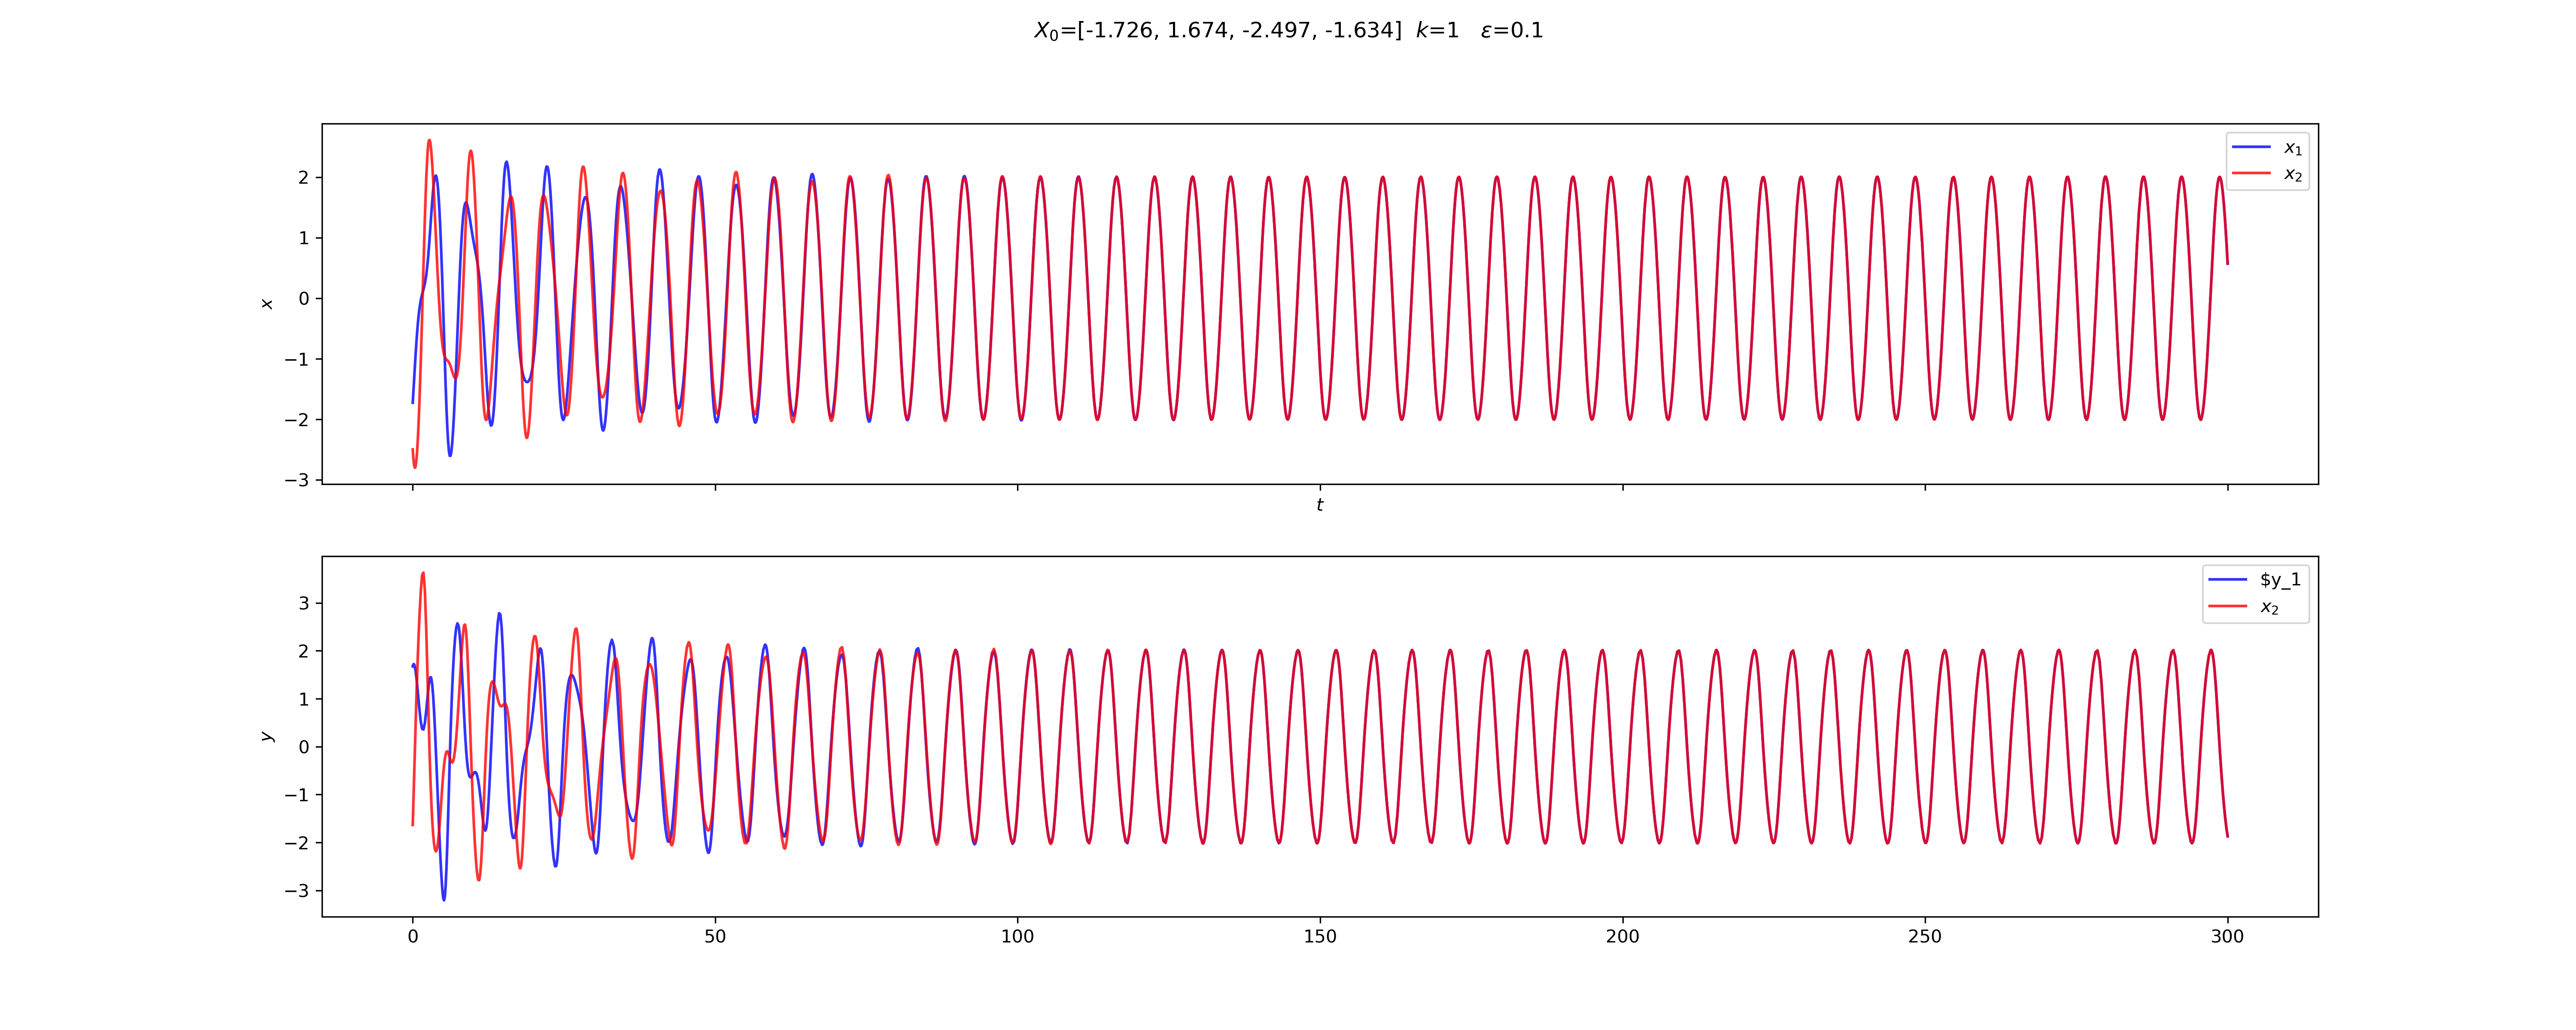 X₀=[-1.726, 1.674, -2.497, -1.634]  k=1   ε=0.1
x₁
x₂
2
1
0
−1
−2
−3
x
t
$y_1
x₂
3
2
1
0
−1
−2
−3
y
0 50 100 150 200 250 300